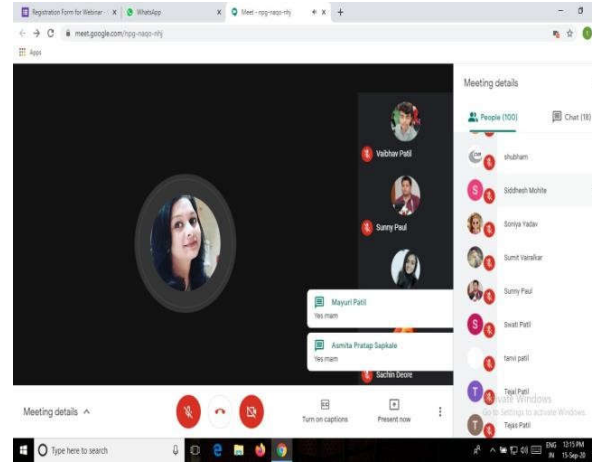 Registration Form for Webinar -
WhatsApp
Meet - npg-naqo-nhj
meet.google.com/npg-naqo-nhj
Apps
Meeting details
People (100)
Chat (18)
Vaibhav Patil
Sunny Paul
Sachin Deore
Mayuri Patil
Yes mam
Asmita Pratap Sapkale
Yes mam
shubham
Siddhesh Mohite
Soniya Yadav
Sumit Vairalkar
Sunny Paul
S
Swati Patil
tanvi patil
T
Tejal Patil
T
Tejas Patil
Activate Windows
Go to Settings to activate Windows.
Meeting details
Turn on captions
Present now
Type here to search
ENG
IN
12:15 PM
15-Sep-20